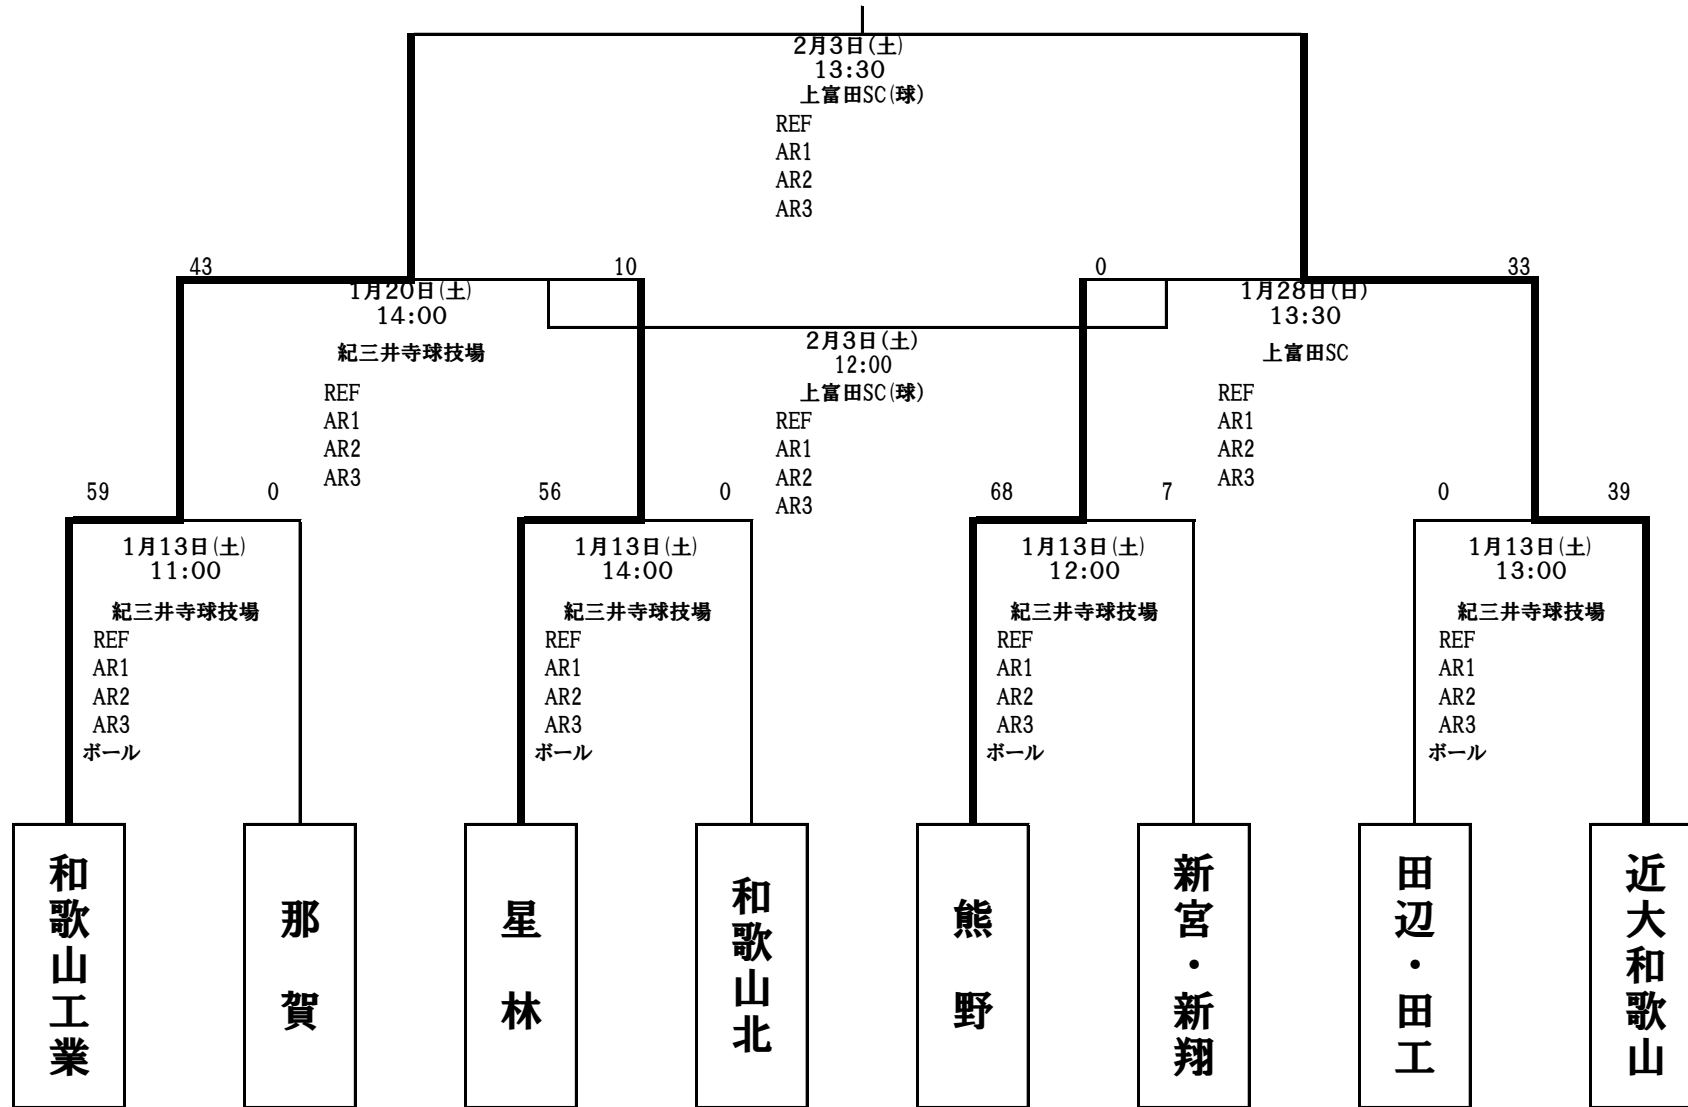 2月3日(土)
13:30
上富田SC(球)
REF
AR1
AR2
AR3
43
10
0
33
1月20日(土)
14:00
紀三井寺球技場
REF
AR1
AR2
AR3
2月3日(土)
12:00
上富田SC(球)
REF
AR1
AR2
AR3
1月28日(日)
13:30
上富田SC
REF
AR1
AR2
AR3
59
0
56
0
68
7
0
39
1月13日(土)
11:00
紀三井寺球技場
REF
AR1
AR2
AR3
ボール
1月13日(土)
14:00
紀三井寺球技場
REF
AR1
AR2
AR3
ボール
1月13日(土)
12:00
紀三井寺球技場
REF
AR1
AR2
AR3
ボール
1月13日(土)
13:00
紀三井寺球技場
REF
AR1
AR2
AR3
ボール
和歌山工業
那賀
星林
和歌山北
熊野
新宮・新翔
田辺・田工
近大和歌山